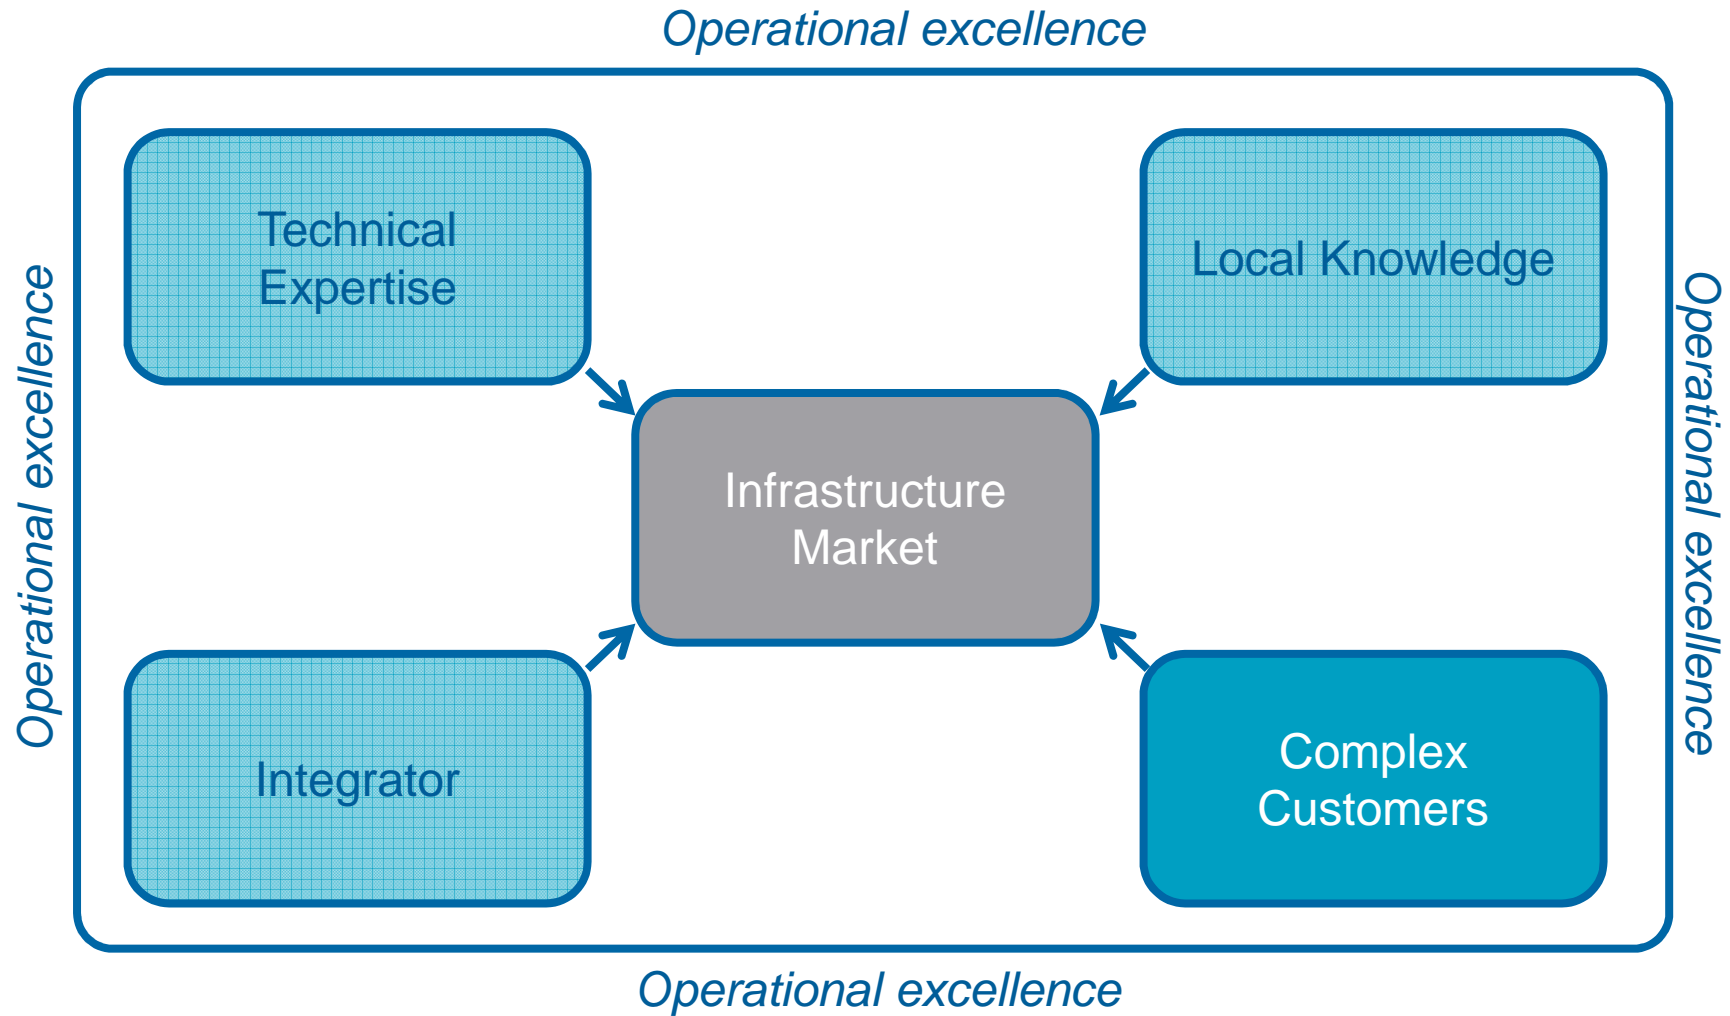 Operational excellence
Technical
Expertise
Local Knowledge
Operational excellence
Operational excellence
Infrastructure
Market
Integrator
Complex
Customers
Operational excellence